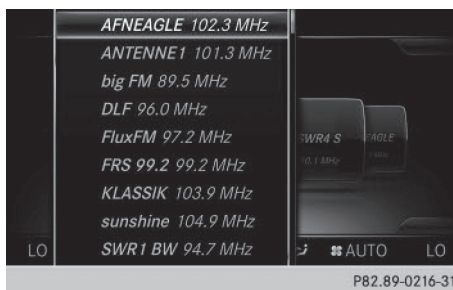 AFNEAGLE 102.3 MHz
ANTENNE1 101.3 MHz
big FM 89.5 MHz
DLF 96.0 MHz
FluxFM 97.2 MHz
FRS 99.2 99.2 MHz
KLASSIK 103.9 MHz
sunshine 104.9 MHz
SWR1 BW 94.7 MHz
SWR4 S
EAGLE
LO
AUTO
LO
P82.89-0216-31